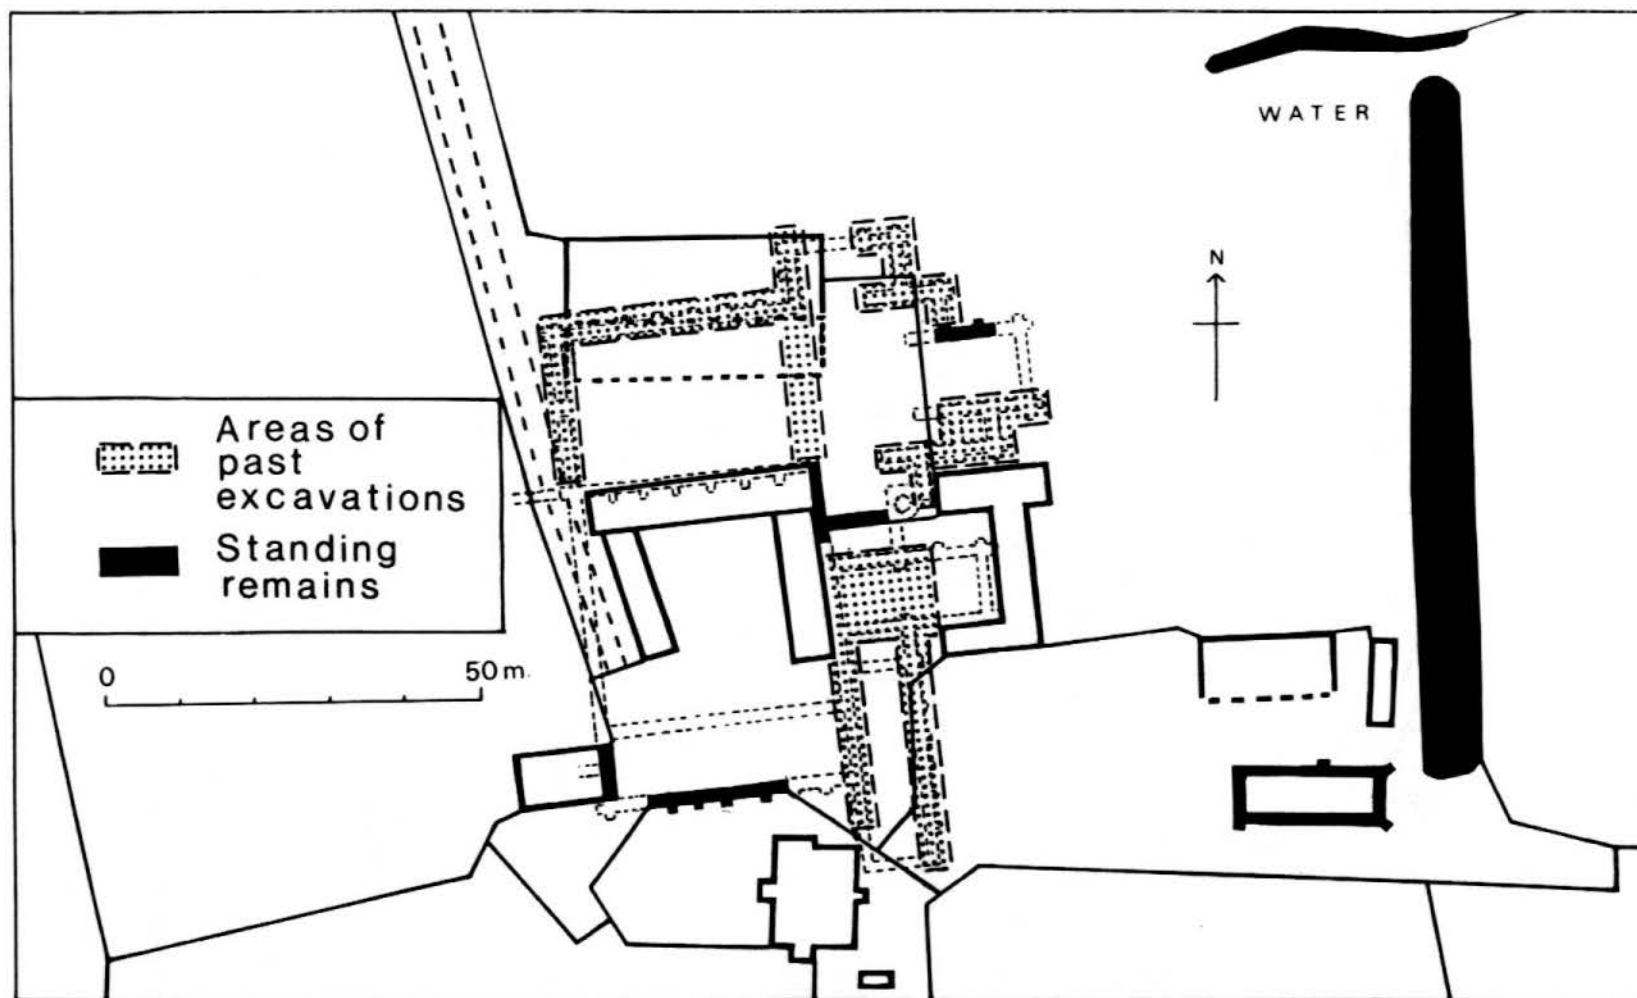 WATER
N
Areas of
past
excavations
Standing
remains
0 50 m.